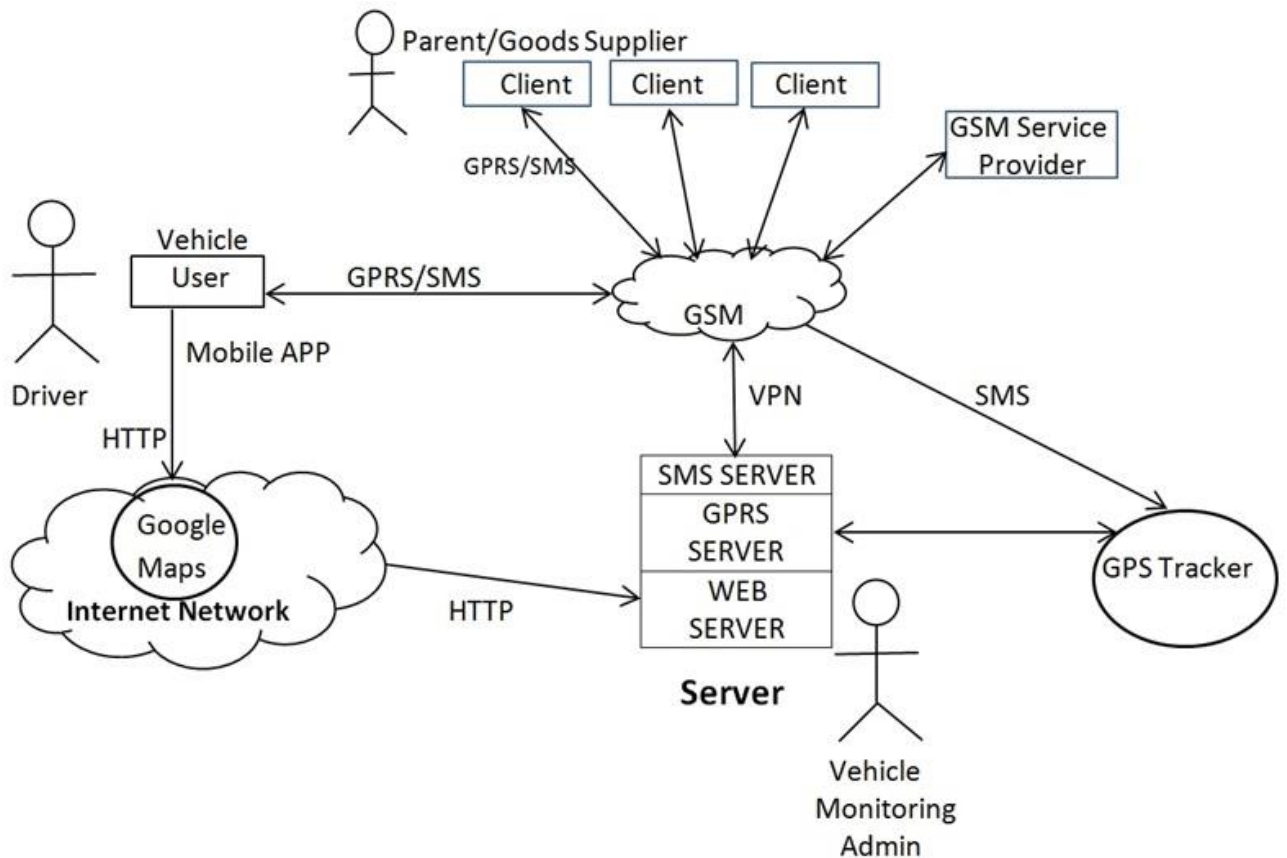 Parent/Goods Supplier
Client
Client
Client
GSM Service
Provider
GPRS/SMS
Vehicle
User
GPRS/SMS
GSM
Mobile APP
Driver
VPN
SMS
HTTP
SMS SERVER
GPRS
SERVER
WEB
SERVER
Google
Maps
Internet Network
HTTP
GPS Tracker
Server
Vehicle
Monitoring
Admin